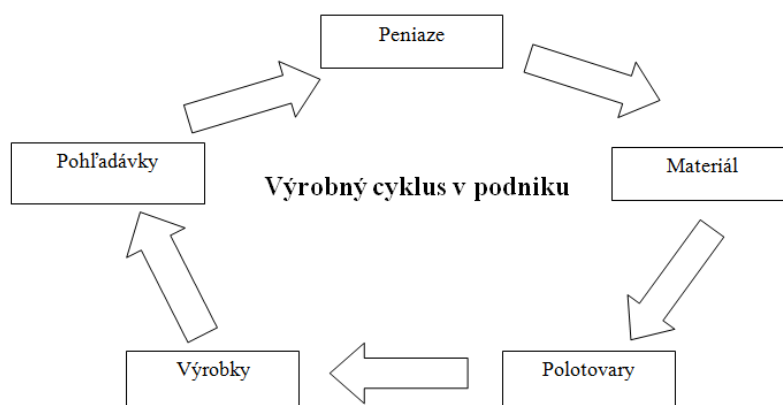 Peniaze
Pohľadávky
Výrobný cyklus v podniku
Materiál
Výrobky
Polotovary